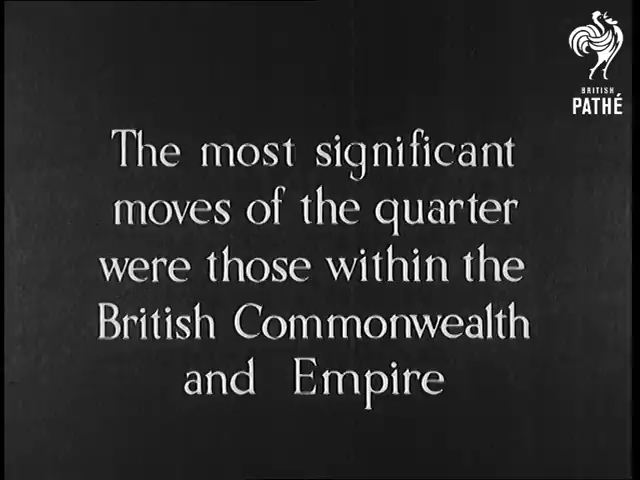 BRITISH
PATHÉ
The most significant
moves of the quarter
were those within the
British Commonwealth
and Empire